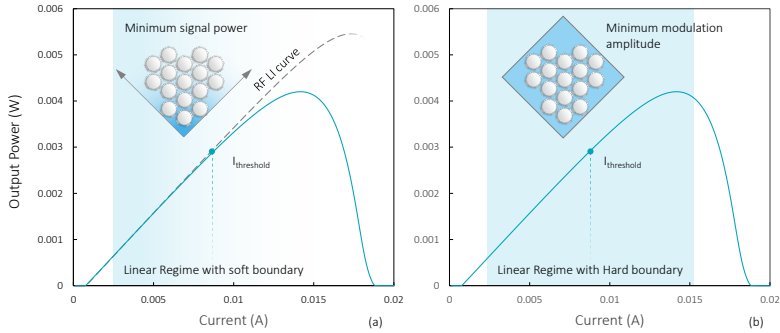 0.006
0.005
0.004
0.003
0.002
0.001
0
Output Power (W)
Minimum signal power
RF LI curve
Ithreshold
Linear Regime with soft boundary
0
0.005
0.01
0.015
0.02
Current (A)
(a)
0.006
0.005
0.004
0.003
0.002
0.001
0
Minimum modulation
amplitude
Ithreshold
Linear Regime with Hard boundary
0
0.005
0.01
0.015
0.02
Current (A)
(b)